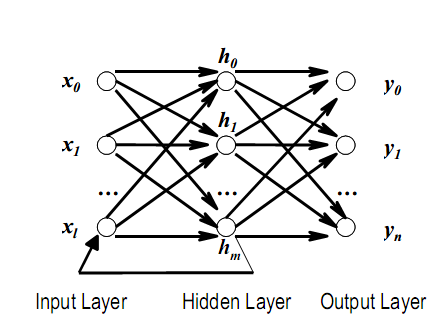 h0
x0 y0
h1
x1 y1
... ... ...
xl yn
hm
Input Layer Hidden Layer Output Layer